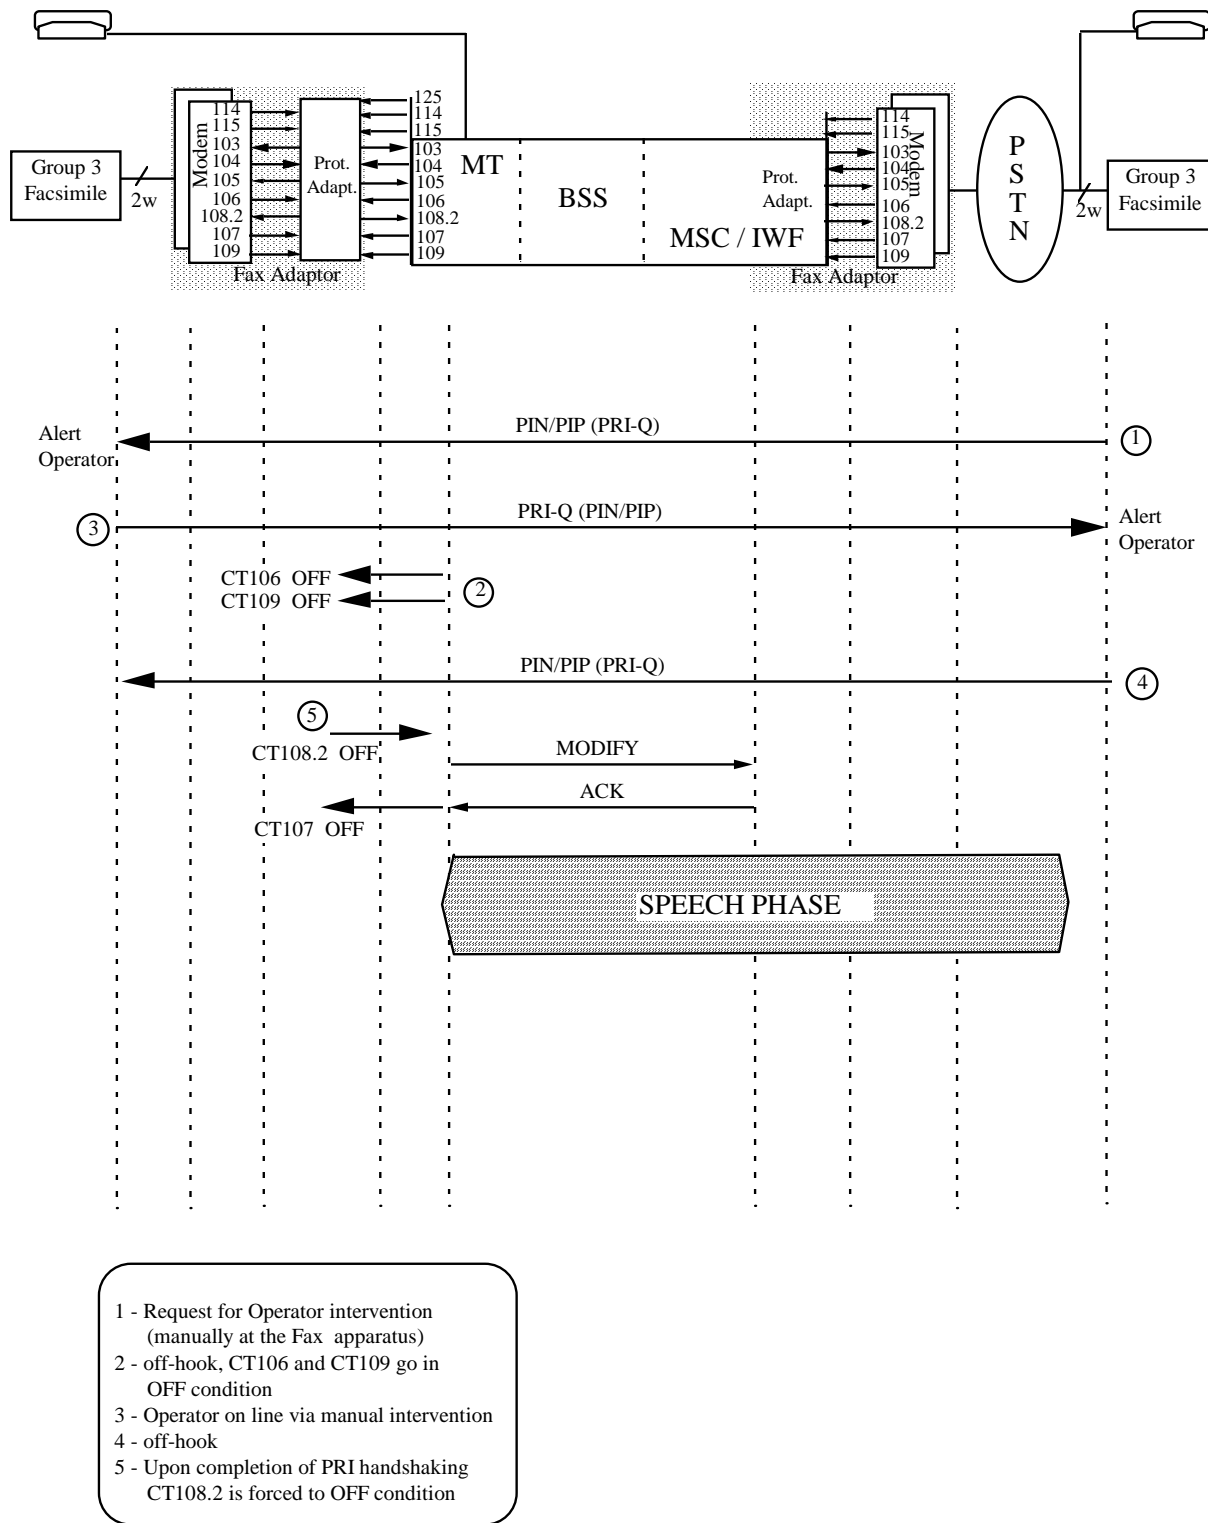 Group 3
Facsimile
2w
Modem
114
115
103
104
105
106
108.2
107
109
Prot.
Adapt.
Fax Adaptor
125
114
115
103
104
105
106
108.2
107
109
MT
BSS
MSC / IWF
Prot.
Adapt.
114
115
103
104
105
106
108.2
107
109
Modem
Fax Adaptor
P
S
T
N
2w
Group 3
Facsimile
PIN/PIP (PRI-Q)
Alert
Operator
1
PRI-Q (PIN/PIP)
3
Alert
Operator
CT106 OFF
CT109 OFF
2
PIN/PIP (PRI-Q)
4
5
CT108.2 OFF
MODIFY
ACK
CT107 OFF
SPEECH PHASE
1 - Request for Operator intervention
(manually at the Fax apparatus)
2 - off-hook, CT106 and CT109 go in
OFF condition
3 - Operator on line via manual intervention
4 - off-hook
5 - Upon completion of PRI handshaking
CT108.2 is forced to OFF condition